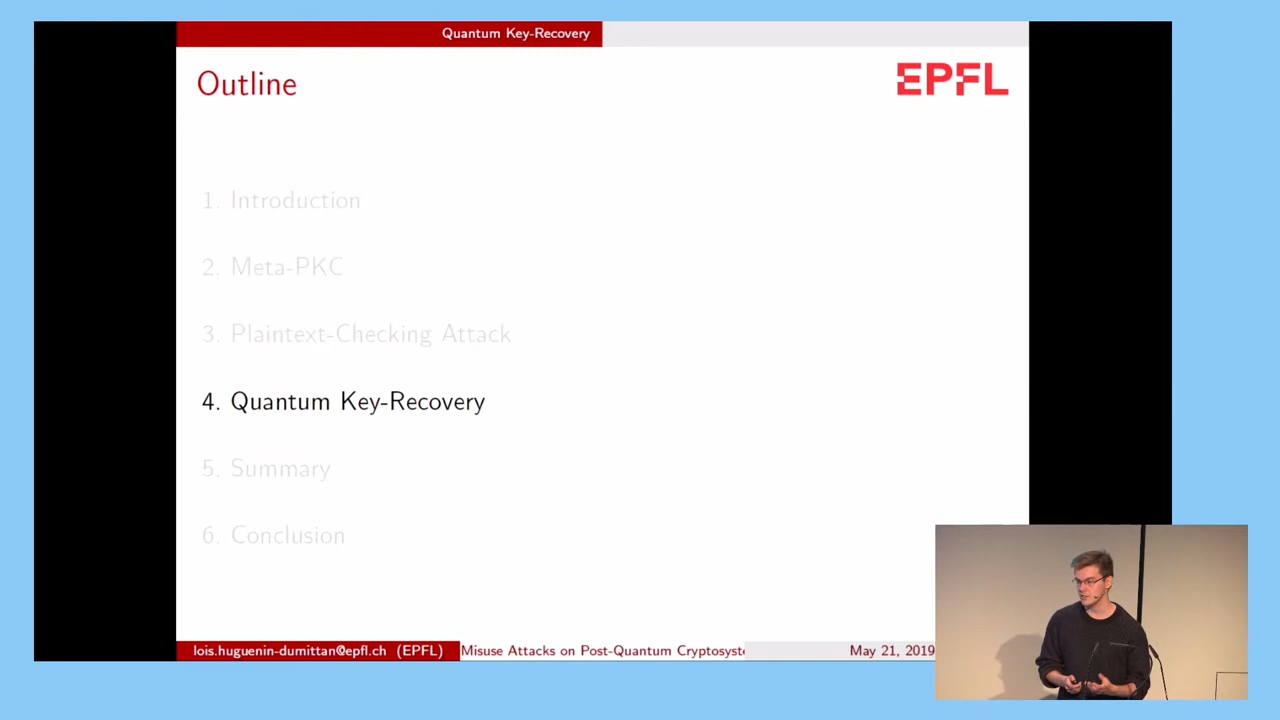 Quantum Key-Recovery
Outline
EPFL
1. Introduction
2. Meta-PKC
3. Plaintext-Checking Attack
4. Quantum Key-Recovery
5. Summary
6. Conclusion
lois.huguenin-dumittan@epfl.ch (EPFL) Misuse Attacks on Post-Quantum Cryptosyste May 21, 2019